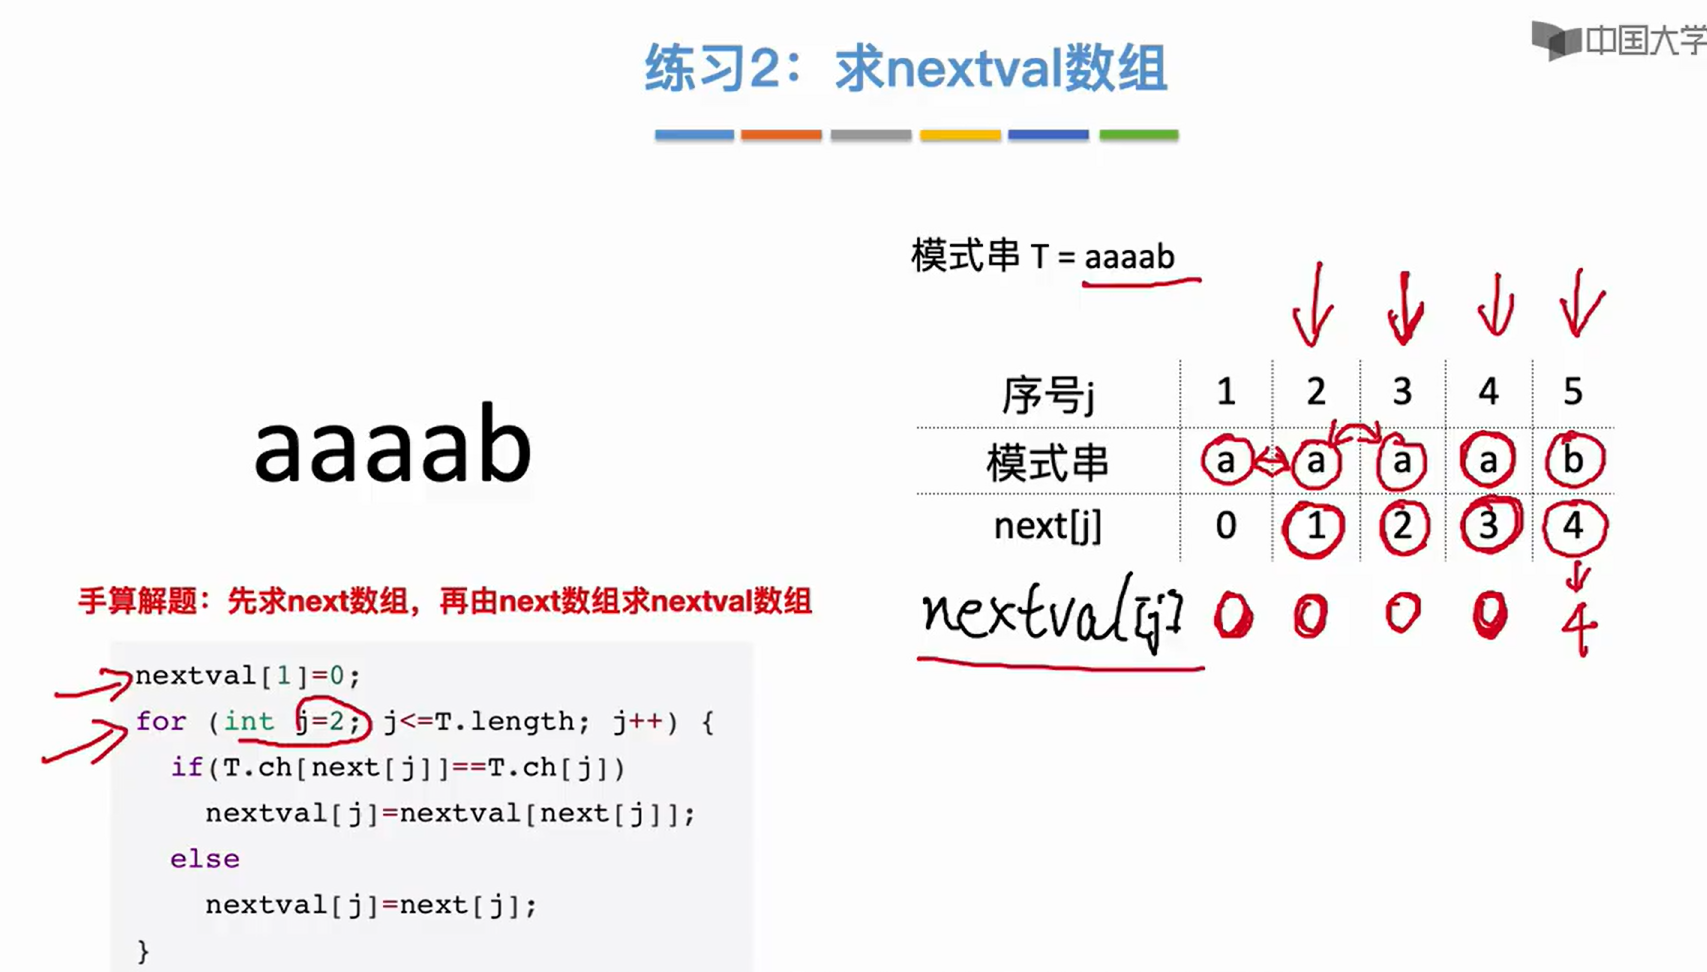 中国大学
练习2：求nextval数组
模式串 T = aaaab
序号j 1 2 3 4 5
模式串 a a a a b
next[j] 0 1 2 3 4
nextval[j] 0 0 0 0 4
aaaab
手算解题：先求next数组，再由next数组求nextval数组
nextval[1]=0;
for (int j=2; j<=T.length; j++) {
if(T.ch[next[j]]==T.ch[j])
nextval[j]=nextval[next[j]];
else
nextval[j]=next[j];
}